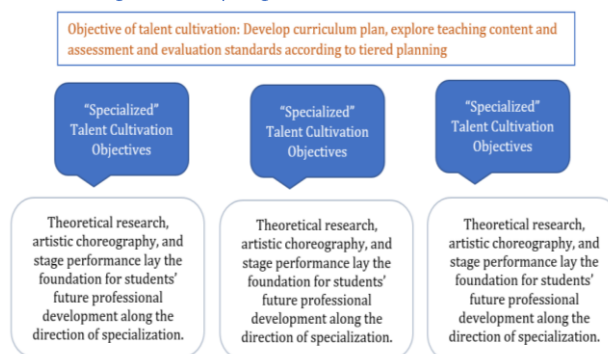 Objective of talent cultivation: Develop curriculum plan, explore teaching content and
assessment and evaluation standards according to tiered planning
“Specialized”
Talent Cultivation
Objectives
“Specialized”
Talent Cultivation
Objectives
“Specialized”
Talent Cultivation
Objectives
Theoretical research,
artistic choreography, and
stage performance lay the
foundation for students’
future professional
development along the
direction of specialization.
Theoretical research,
artistic choreography, and
stage performance lay the
foundation for students’
future professional
development along the
direction of specialization.
Theoretical research,
artistic choreography, and
stage performance lay the
foundation for students’
future professional
development along the
direction of specialization.